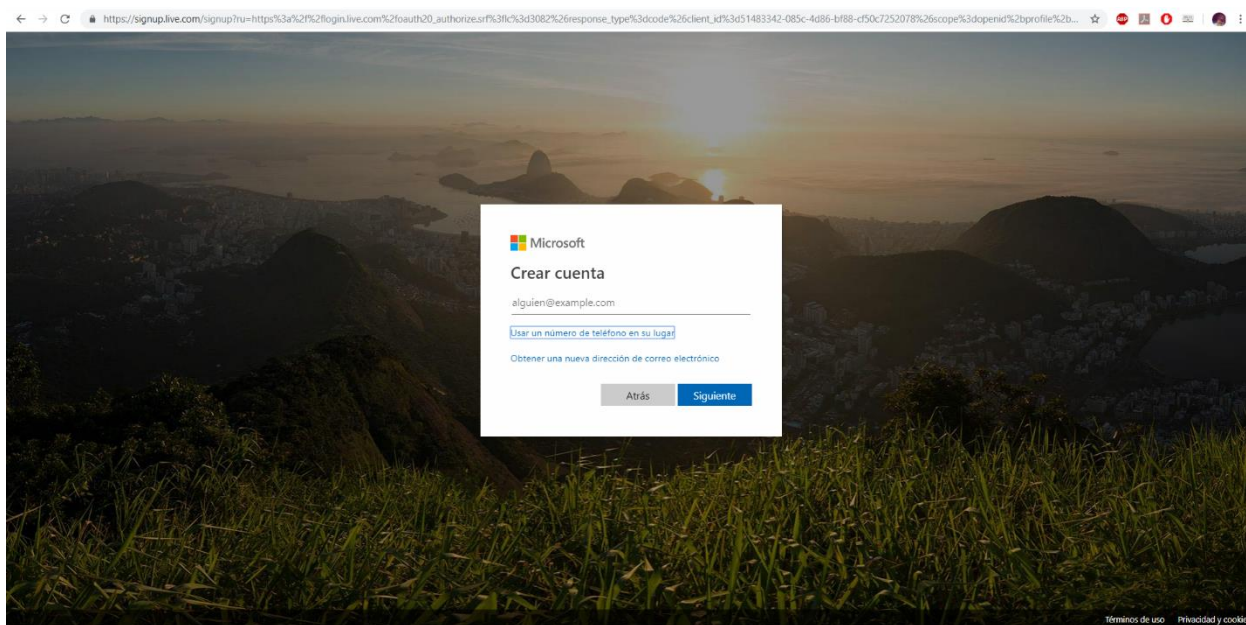 https://signup.live.com/signup?ru=https%3a%2f%2flogin.live.com%2foauth20_authorize.srf%3flc%3d3082%26response_type%3dcode%26client_id%3d51483342-085c-4d86-bf88-cf50c7252078%26scope%3dopenid%2bprofile%2b...
ABP
Microsoft
Crear cuenta
alguien@example.com
Usar un número de teléfono en su lugar
Obtener una nueva dirección de correo electrónico
Atrás Siguiente
Términos de uso Privacidad y cookie